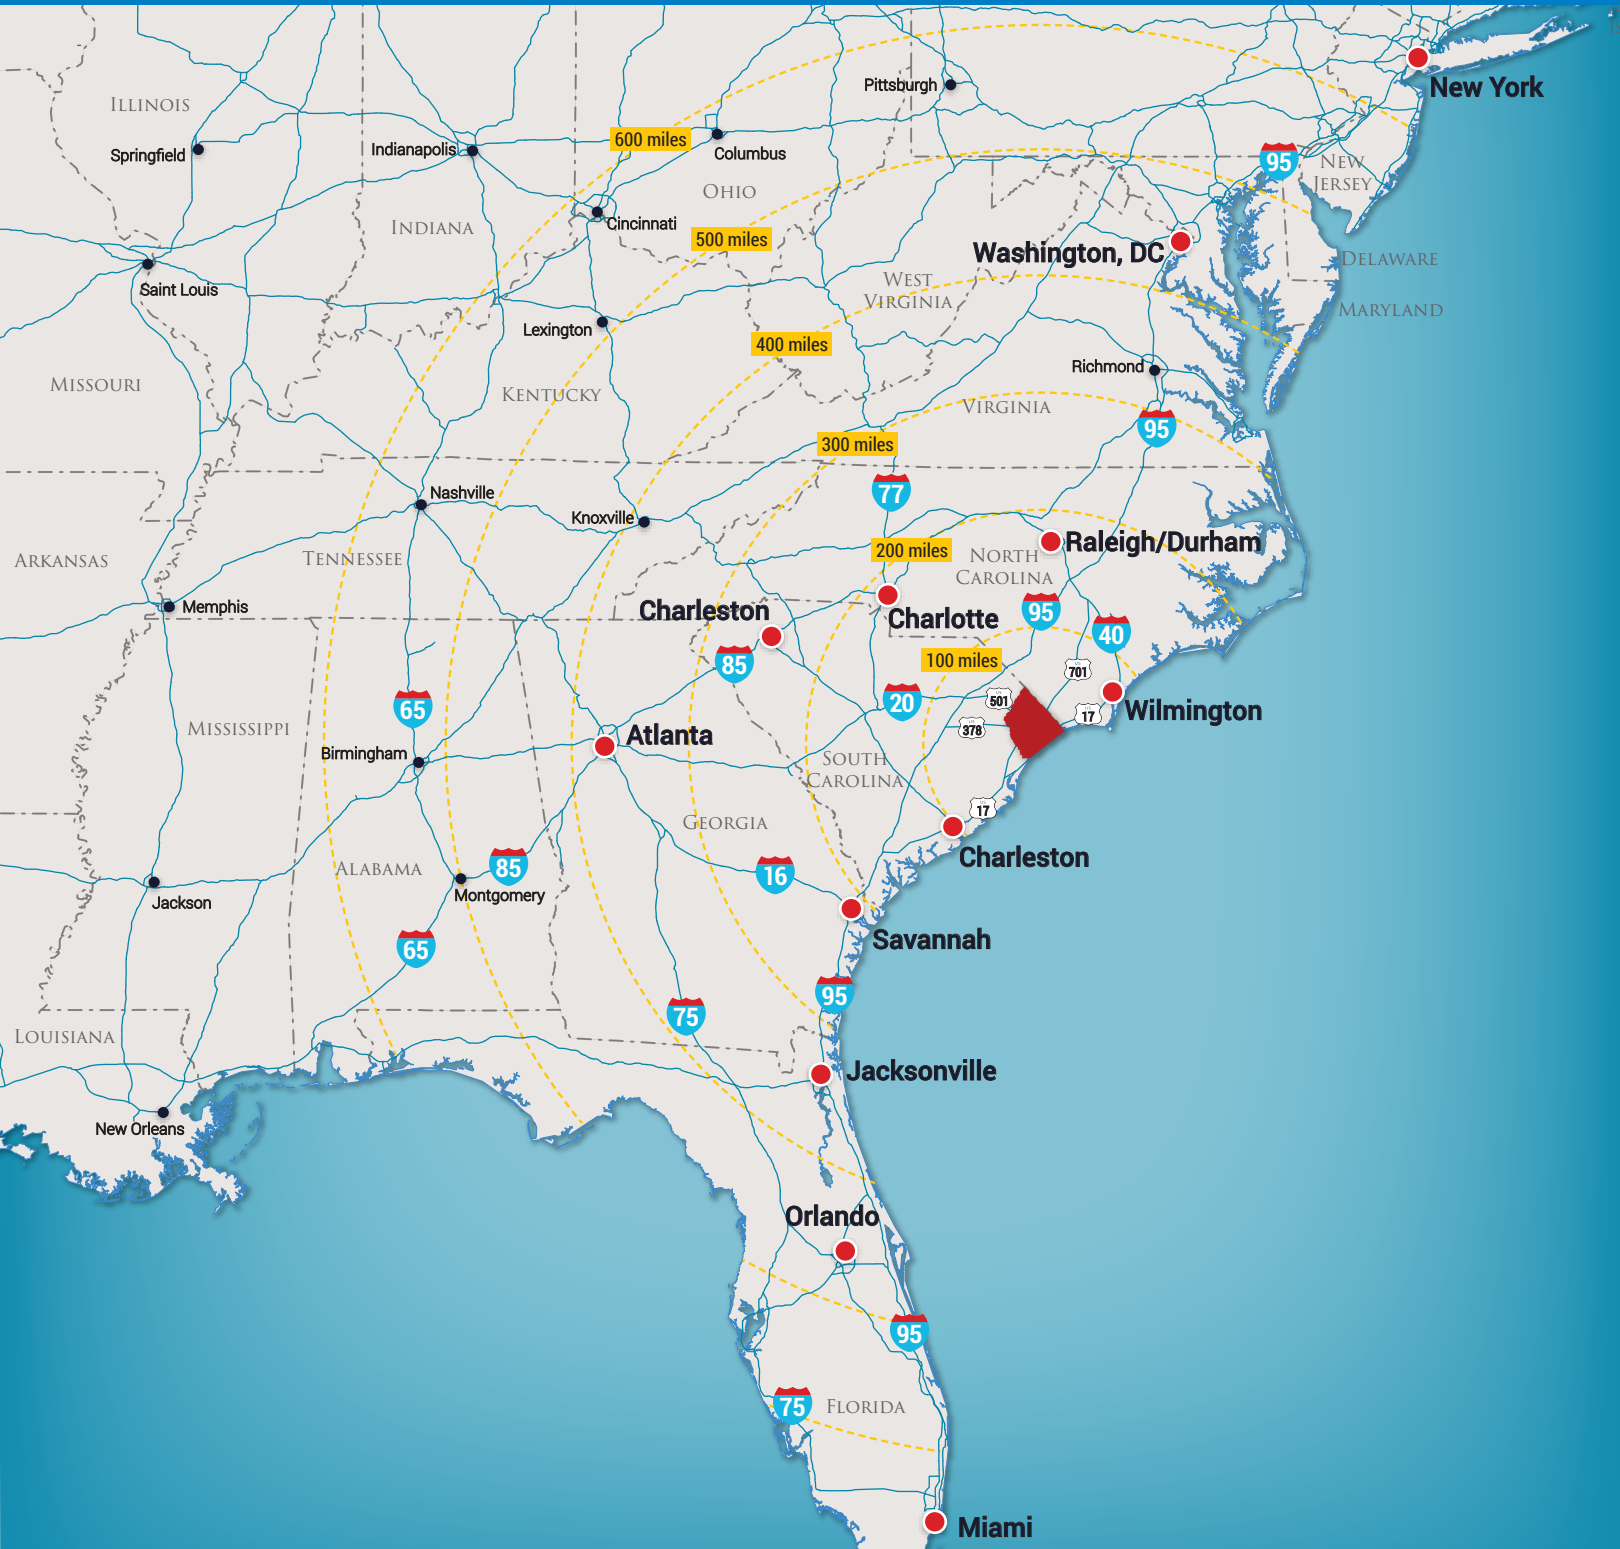 New York
Pittsburgh
ILLINOIS
600 miles
Springfield
Indianapolis
Columbus
95
NEW
JERSEY
OHIO
Cincinnati
INDIANA
500 miles
Washington, DC
DELAWARE
Saint Louis
WEST
VIRGINIA
MARYLAND
Lexington
400 miles
Richmond
MISSOURI
KENTUCKY
VIRGINIA
95
300 miles
Nashville
77
Knoxville
200 miles
Raleigh/Durham
ARKANSAS
TENNESSEE
NORTH
CAROLINA
Memphis
Charleston
Charlotte
95
40
85
100 miles
701
65
20
501
17
Wilmington
MISSISSIPPI
378
Atlanta
Birmingham
SOUTH
CAROLINA
17
GEORGIA
Charleston
ALABAMA
85
16
Montgomery
Jackson
Savannah
65
95
75
LOUISIANA
Jacksonville
New Orleans
Orlando
95
75
FLORIDA
Miami